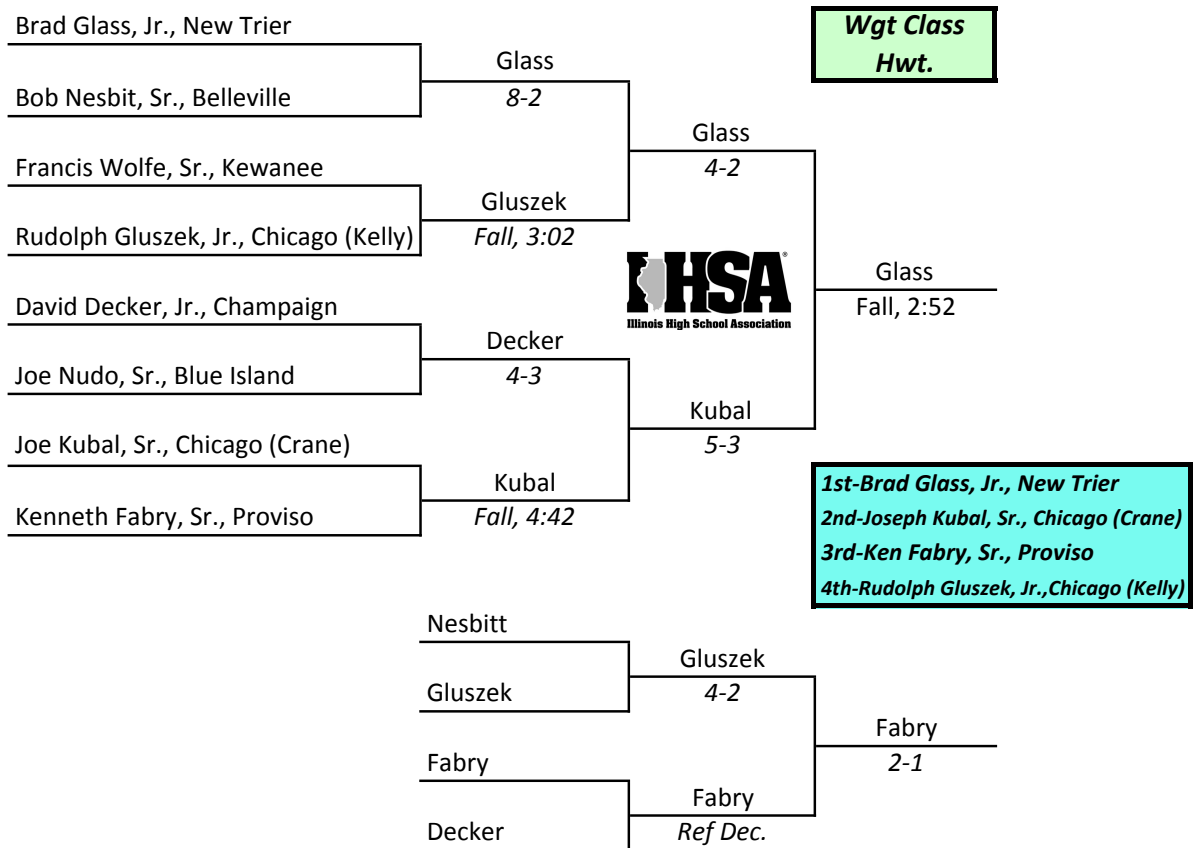 Brad Glass, Jr., New Trier
Wgt Class
Hwt.
Glass
8-2
Bob Nesbit, Sr., Belleville
Glass
4-2
Francis Wolfe, Sr., Kewanee
Gluszek
Fall, 3:02
Rudolph Gluszek, Jr., Chicago (Kelly)
IHSA
Illinois High School Association
Glass
Fall, 2:52
David Decker, Jr., Champaign
Decker
4-3
Joe Nudo, Sr., Blue Island
Kubal
5-3
Joe Kubal, Sr., Chicago (Crane)
Kubal
Fall, 4:42
Kenneth Fabry, Sr., Proviso
1st-Brad Glass, Jr., New Trier
2nd-Joseph Kubal, Sr., Chicago (Crane)
3rd-Ken Fabry, Sr., Proviso
4th-Rudolph Gluszek, Jr.,Chicago (Kelly)
Nesbitt
Gluszek
4-2
Gluszek
Fabry
2-1
Fabry
Fabry
Ref Dec.
Decker